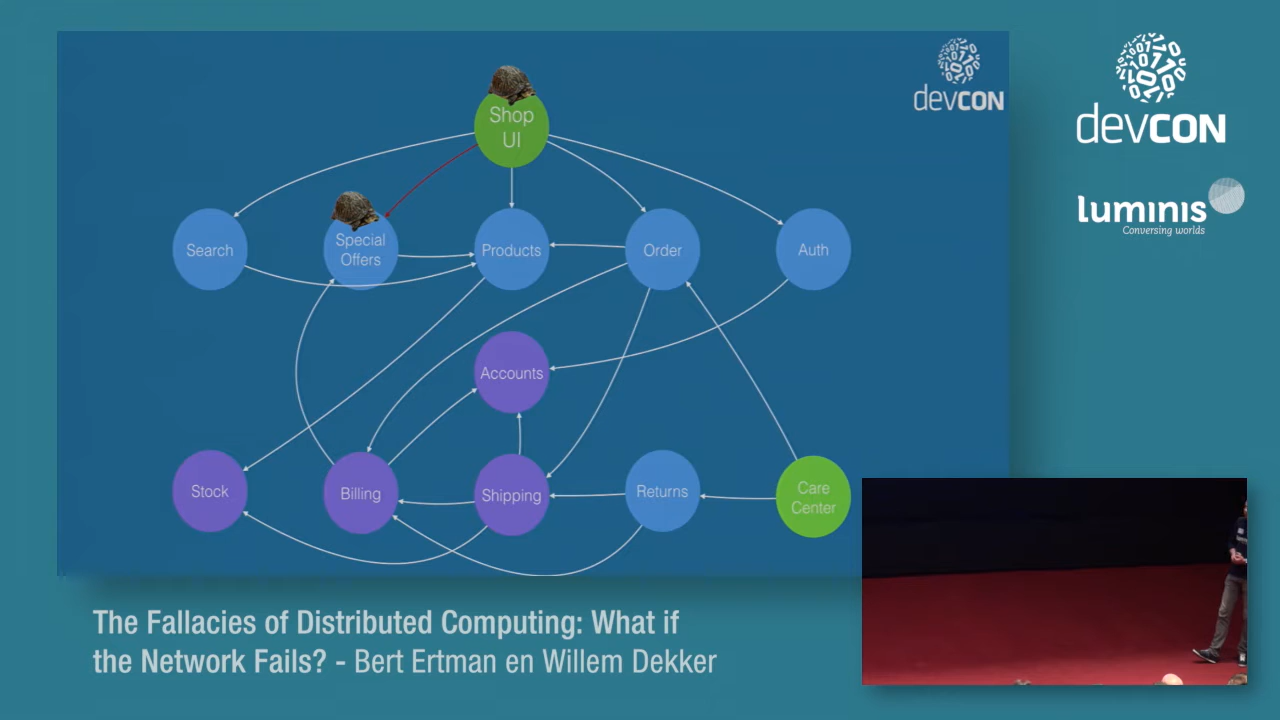 devcon
Shop
UI
Search
Special
Offers
Products
Order
Auth
Accounts
Stock
Billing
Shipping
Returns
Care
Center
devcon
luminis
Conversing worlds
The Fallacies of Distributed Computing: What if
the Network Fails? - Bert Ertman en Willem Dekker